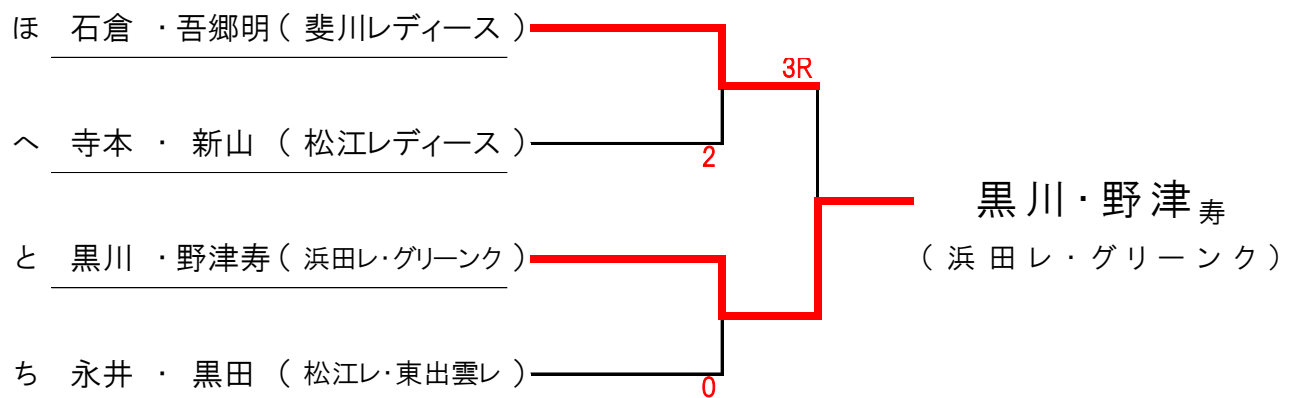 ほ 石倉 ・吾郷明 ( 斐川レディース )
3R
へ 寺本 ・ 新山 ( 松江レディース )
2
黒川・野津寿
と 黒川 ・野津寿 ( 浜田レ・グリーンク )
( 浜田レ・グリーンク )
ち 永井 ・ 黒田 ( 松江レ・東出雲レ )
0